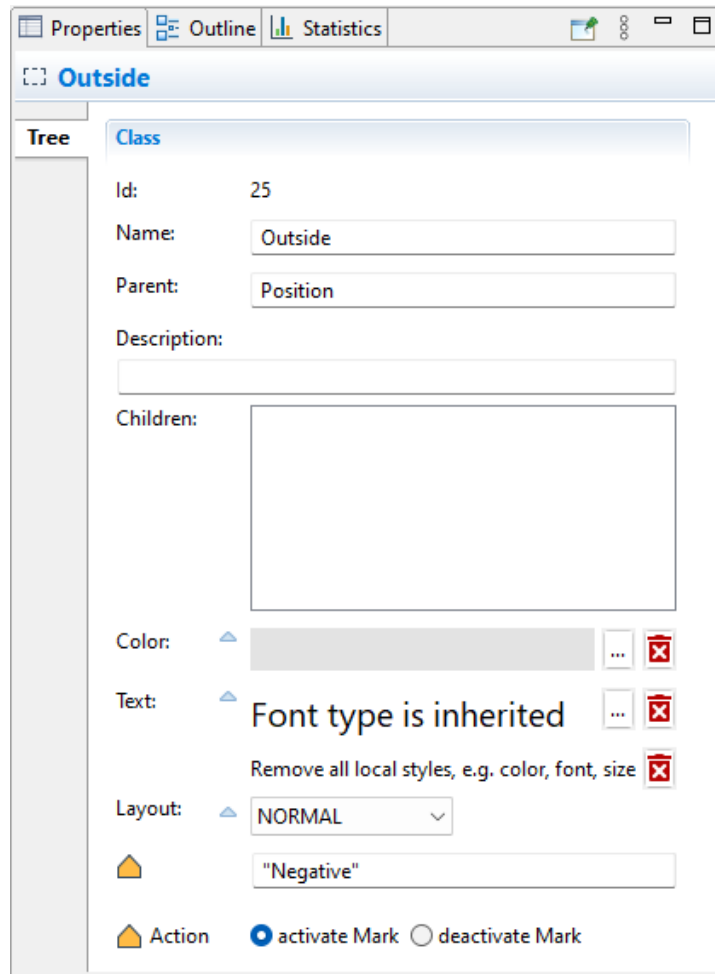 Properties Outline Statistics
Outside
Tree
Class
Id: 25
Name: Outside
Parent: Position
Description:
Children:
Color: ...
Text: Font type is inherited ...
Remove all local styles, e.g. color, font, size
Layout: NORMAL
"Negative"
Action activate Mark deactivate Mark